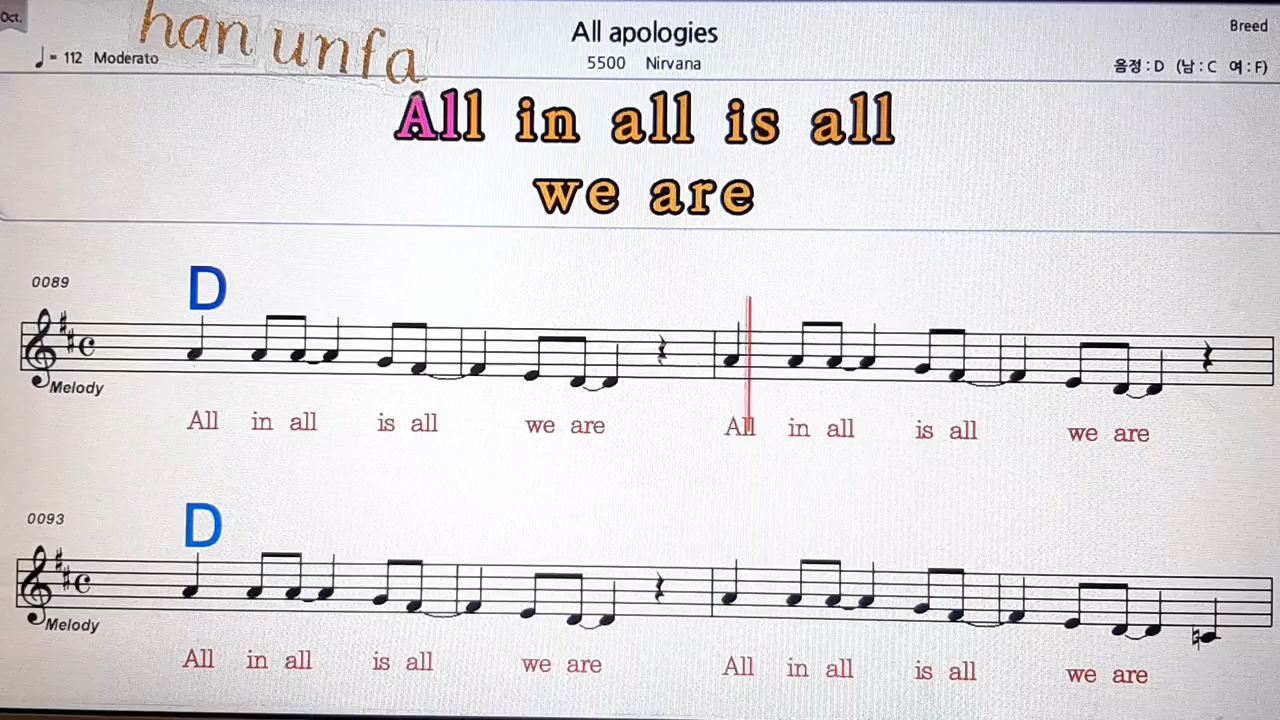 Oct.
han unfa
All apologies
Breed
♩= 112 Moderato
5500 Nirvana
음정 : D (남 : C 여 : F)
All in all is all
we are
0089
D
Melody
All in all is all we are All in all is all we are
0093
D
Melody
All in all is all we are All in all is all we are